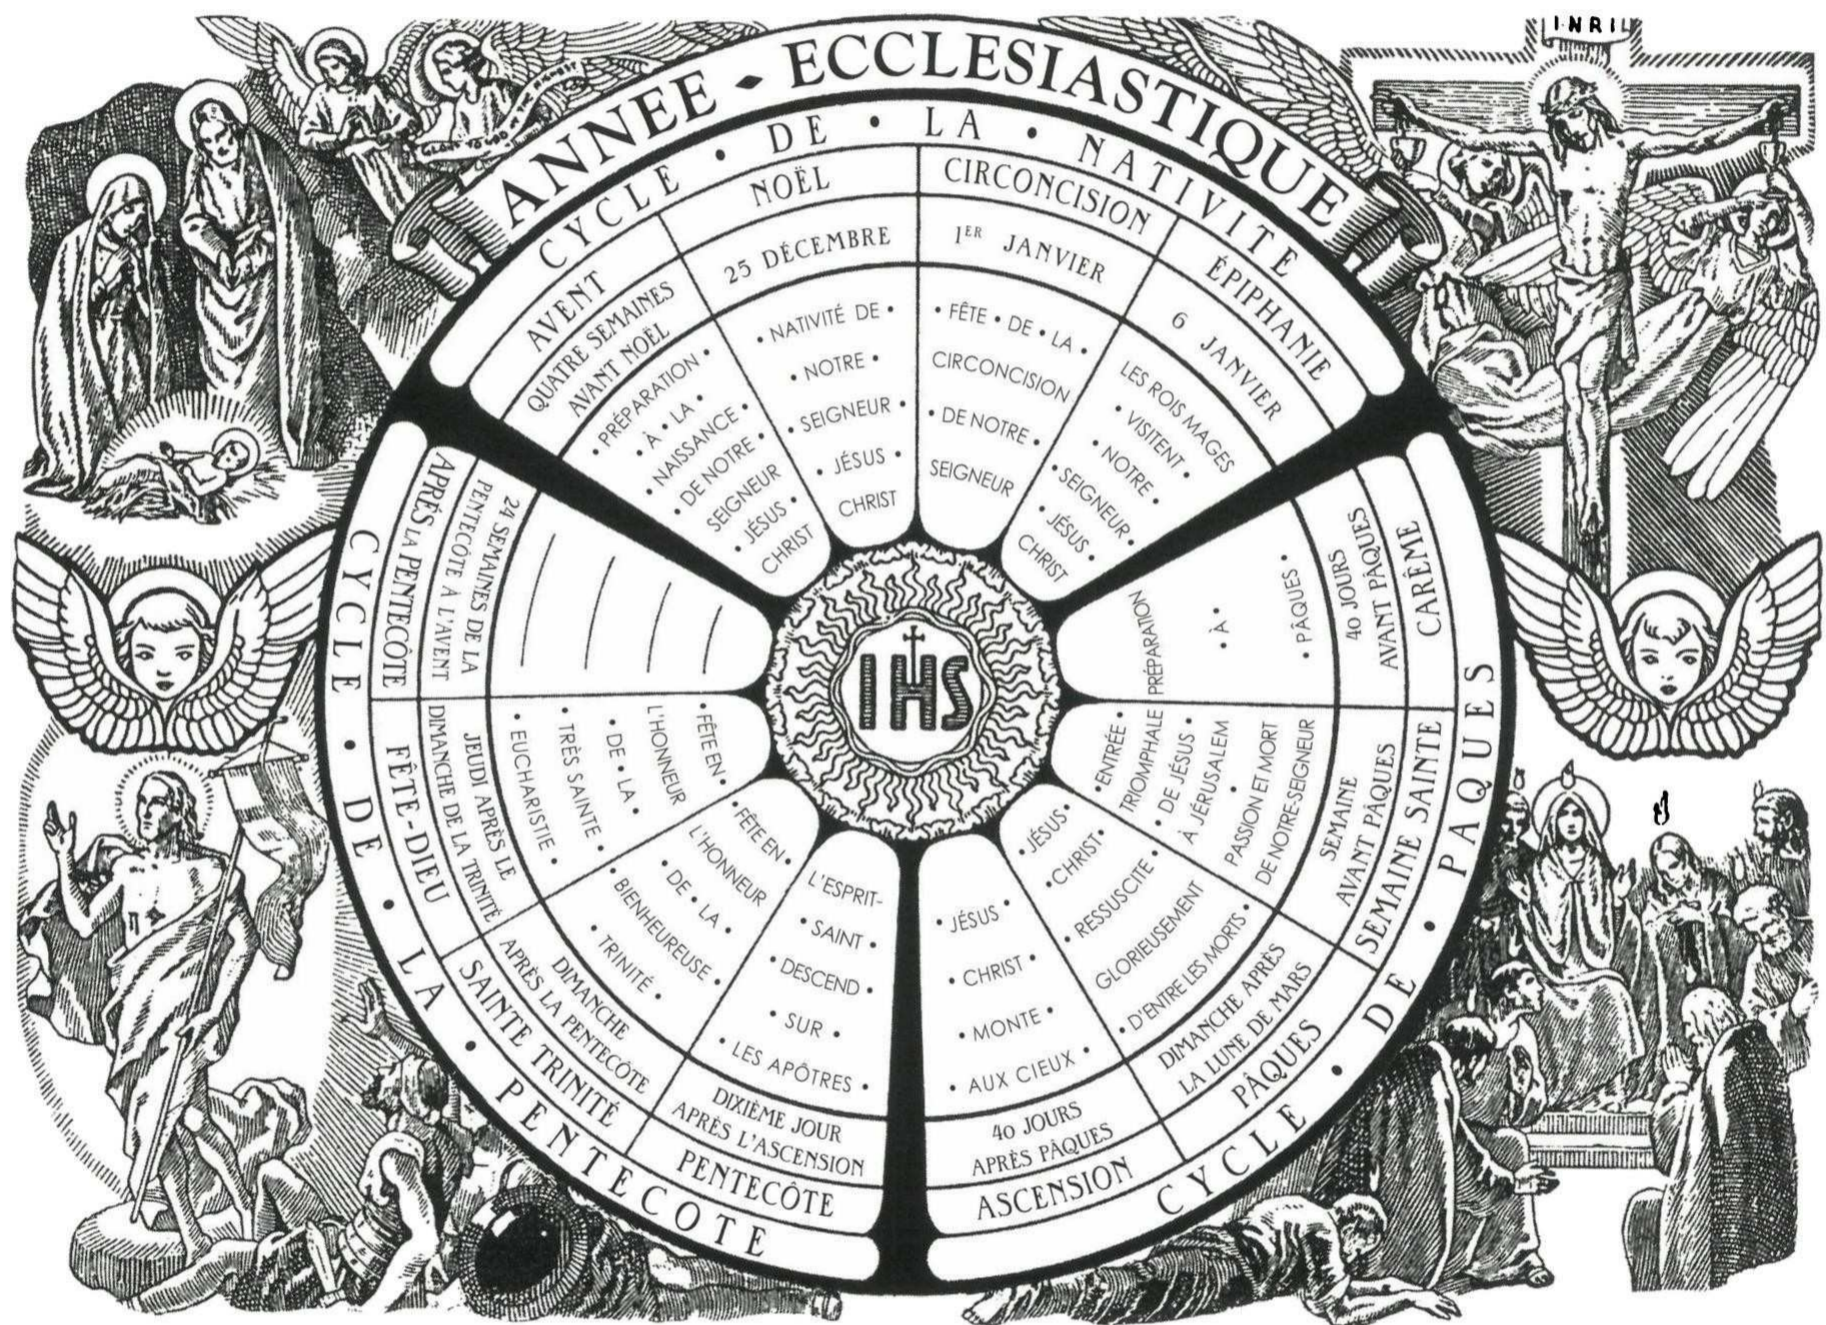 INRI
GLORY TO GOD IN THE HIGHEST
ANNEE - ECCLESIASTIQUE
CYCLE • DE • LA • NATIVITE
AVENT
QUATRE SEMAINES
AVANT NOËL
• PRÉPARATION •
• À • LA •
• NAISSANCE •
• DE NOTRE •
SEIGNEUR
• JÉSUS •
CHRIST
NOËL
25 DÉCEMBRE
• NATIVITÉ DE •
• NOTRE •
• SEIGNEUR •
• JÉSUS •
CHRIST
CIRCONCISION
1ER JANVIER
• FÊTE • DE • LA •
CIRCONCISION
• DE NOTRE •
SEIGNEUR
ÉPIPHANIE
6 JANVIER
LES ROIS MAGES
• VISITENT •
• NOTRE •
• SEIGNEUR •
• JÉSUS •
CHRIST
CYCLE • DE • PAQUES
CARÊME
40 JOURS
AVANT PÂQUES
PRÉPARATION
• À •
• PÂQUES •
SEMAINE SAINTE
SEMAINE
AVANT PÂQUES
• ENTRÉE •
TRIOMPHALE
• DE JÉSUS •
À JÉRUSALEM
PASSION ET MORT
DE NOTRE-SEIGNEUR
PÂQUES
DIMANCHE APRÈS
LA LUNE DE MARS
• JÉSUS •
• CHRIST •
• RESSUSCITE •
GLORIEUSEMENT
• D'ENTRE LES MORTS •
ASCENSION
40 JOURS
APRÈS PÂQUES
• JÉSUS •
• CHRIST •
• MONTE •
• AUX CIEUX •
CYCLE • DE • LA • PENTECOTE
PENTECÔTE
DIXIÈME JOUR
APRÈS L'ASCENSION
L'ESPRIT-
• SAINT •
• DESCEND •
• SUR •
• LES APÔTRES •
SAINTE TRINITÉ
DIMANCHE
APRÈS LA PENTECÔTE
• FÊTE EN •
L'HONNEUR
• DE • LA •
• BIENHEUREUSE •
• TRINITÉ •
FÊTE-DIEU
JEUDI APRÈS LE
DIMANCHE DE LA TRINITÉ
• FÊTE EN •
L'HONNEUR
• DE • LA •
• TRÈS SAINTE •
• EUCHARISTIE •
APRÈS LA PENTECÔTE
24 SEMAINES DE LA
PENTECÔTE À L'AVENT
IHS